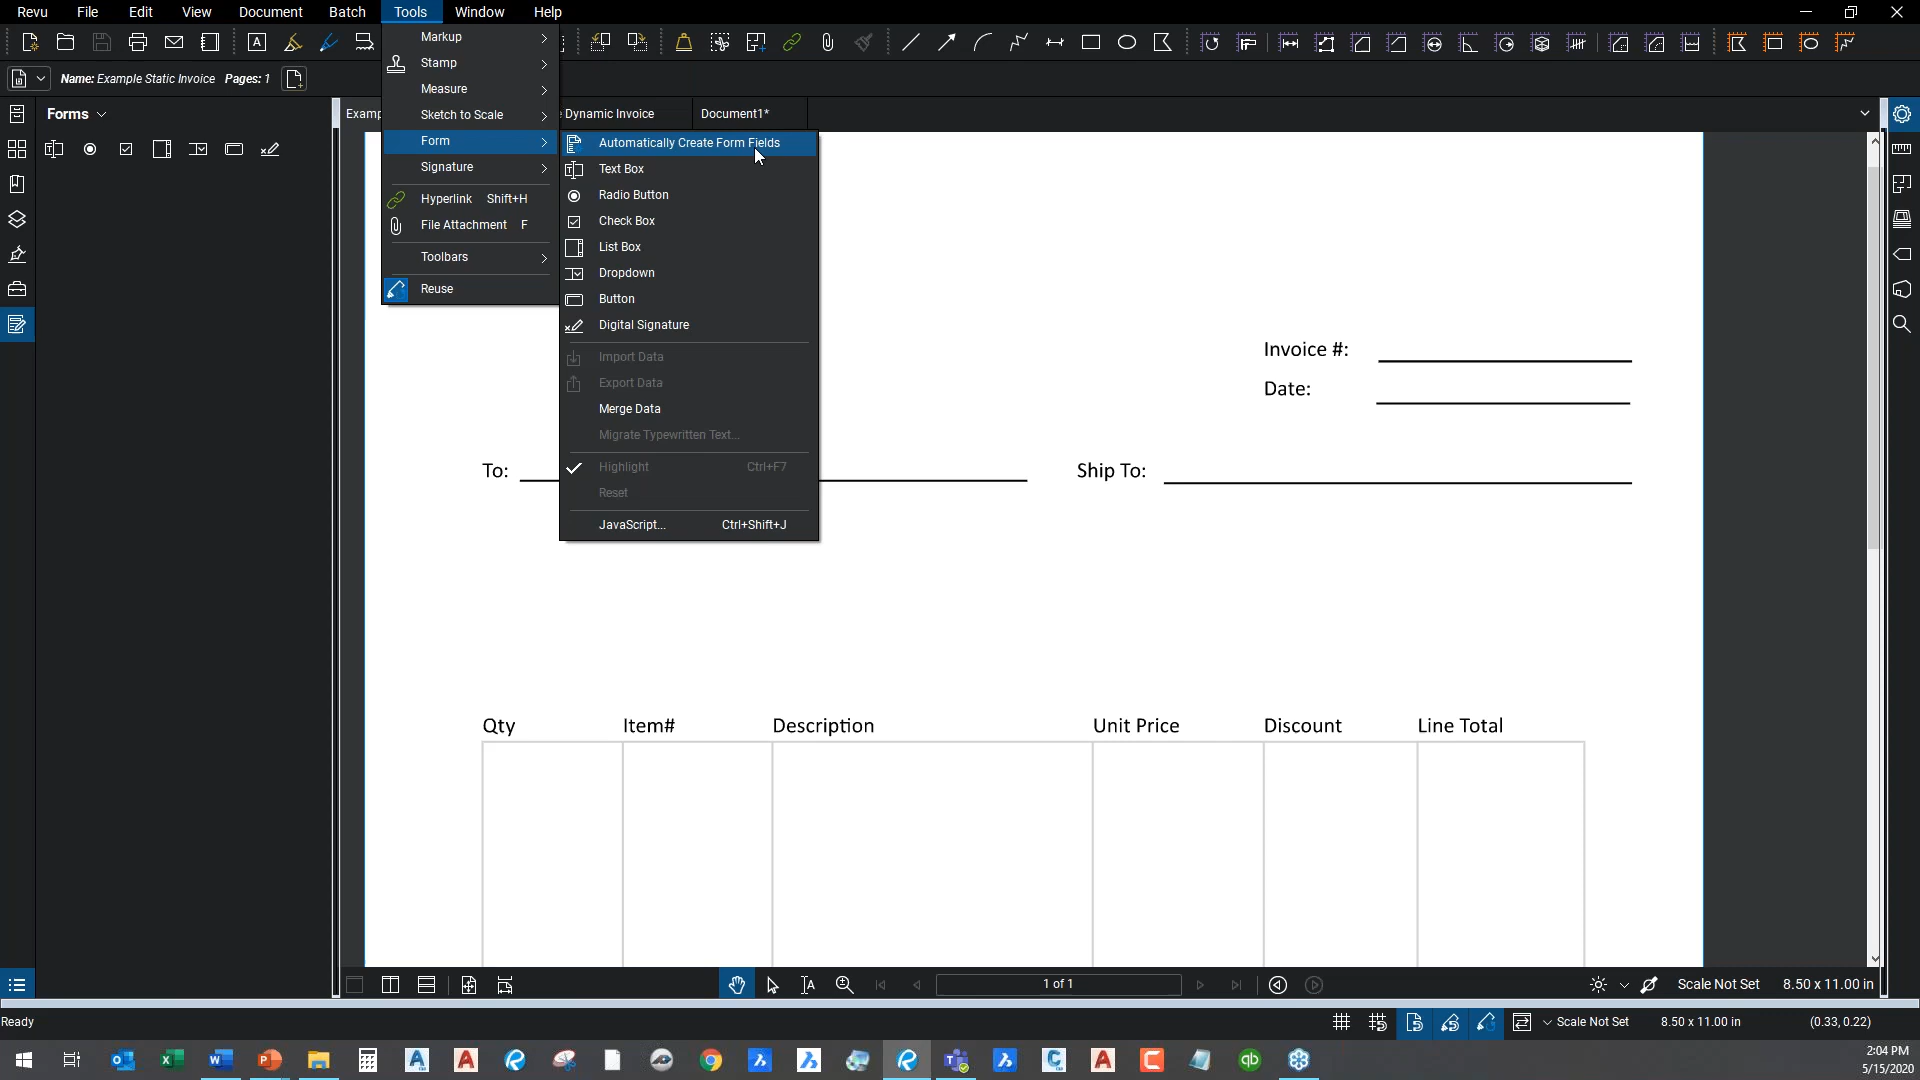 Revu File Edit View Document Batch Tools Window Help
Name: Example Static Invoice Pages: 1
Forms
Examp
Dynamic Invoice
Document1*
Markup
Stamp
Measure
Sketch to Scale
Form
Signature
Hyperlink Shift+H
File Attachment F
Toolbars
Reuse
Automatically Create Form Fields
Text Box
Radio Button
Check Box
List Box
Dropdown
Button
Digital Signature
Import Data
Export Data
Merge Data
Migrate Typewritten Text...
Highlight Ctrl+F7
Reset
JavaScript... Ctrl+Shift+J
Invoice #:
Date:
To:
Ship To:
Qty Item# Description Unit Price Discount Line Total
1 of 1
Scale Not Set 8.50 x 11.00 in
Ready
Scale Not Set 8.50 x 11.00 in (0.33, 0.22)
2:04 PM
5/15/2020